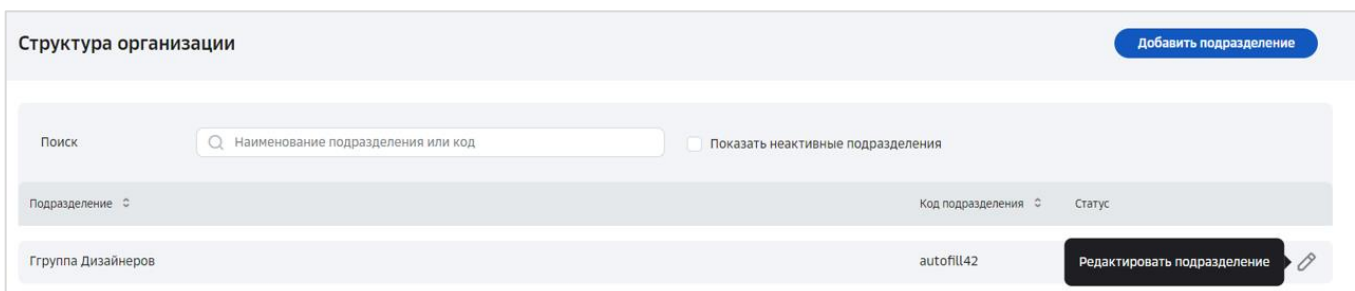 Структура организации
Добавить подразделение
Поиск
Наименование подразделения или код
Показать неактивные подразделения
Подразделение
Код подразделения
Статус
Ггруппа Дизайнеров
autofill42
Редактировать подразделение